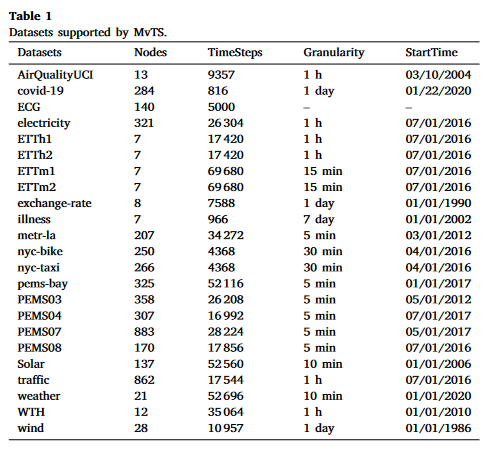 Table 1
Datasets supported by MvTS.
Datasets Nodes TimeSteps Granularity StartTime
AirQualityUCI 13 9357 1 h 03/10/2004
covid-19 284 816 1 day 01/22/2020
ECG 140 5000 – –
electricity 321 26 304 1 h 07/01/2016
ETTh1 7 17 420 1 h 07/01/2016
ETTh2 7 17 420 1 h 07/01/2016
ETTm1 7 69 680 15 min 07/01/2016
ETTm2 7 69 680 15 min 07/01/2016
exchange-rate 8 7588 1 day 01/01/1990
illness 7 966 7 day 01/01/2002
metr-la 207 34 272 5 min 03/01/2012
nyc-bike 250 4368 30 min 04/01/2016
nyc-taxi 266 4368 30 min 04/01/2016
pems-bay 325 52 116 5 min 01/01/2017
PEMS03 358 26 208 5 min 05/01/2012
PEMS04 307 16 992 5 min 07/01/2017
PEMS07 883 28 224 5 min 05/01/2017
PEMS08 170 17 856 5 min 07/01/2016
Solar 137 52 560 10 min 01/01/2006
traffic 862 17 544 1 h 07/01/2016
weather 21 52 696 10 min 01/01/2020
WTH 12 35 064 1 h 01/01/2010
wind 28 10 957 1 day 01/01/1986